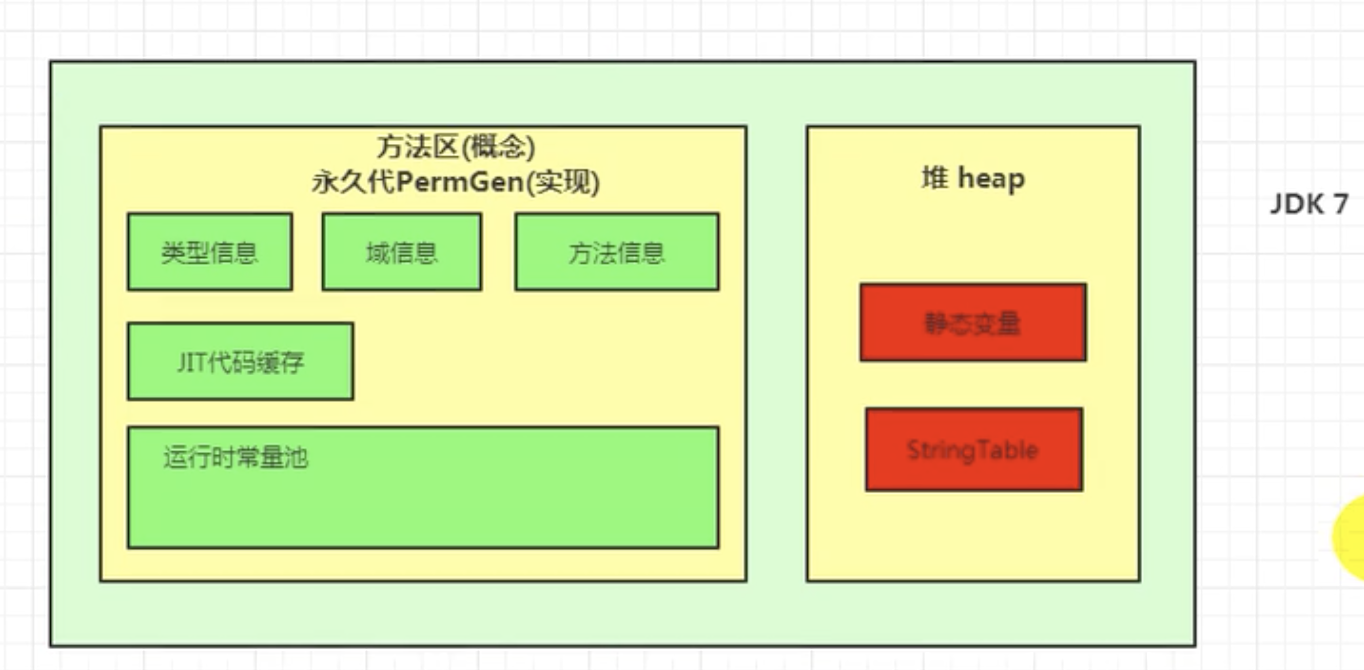 方法区(概念)
永久代PermGen(实现)
类型信息
域信息
方法信息
JIT代码缓存
运行时常量池
堆 heap
静态变量
StringTable
JDK 7